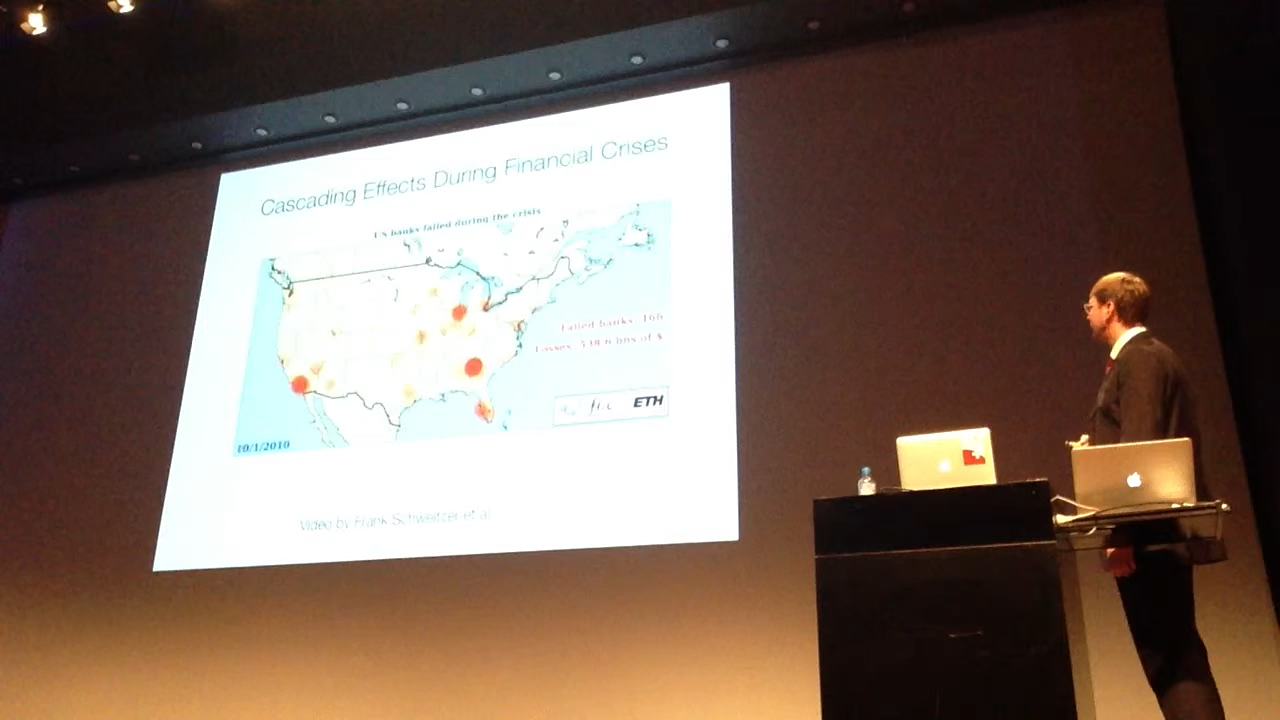 Cascading Effects During Financial Crises
US banks failed during the crisis
Failed banks: 166
Losses: 538.6 bns of $
ETH
10/1/2010
Video by Frank Schweitzer et al